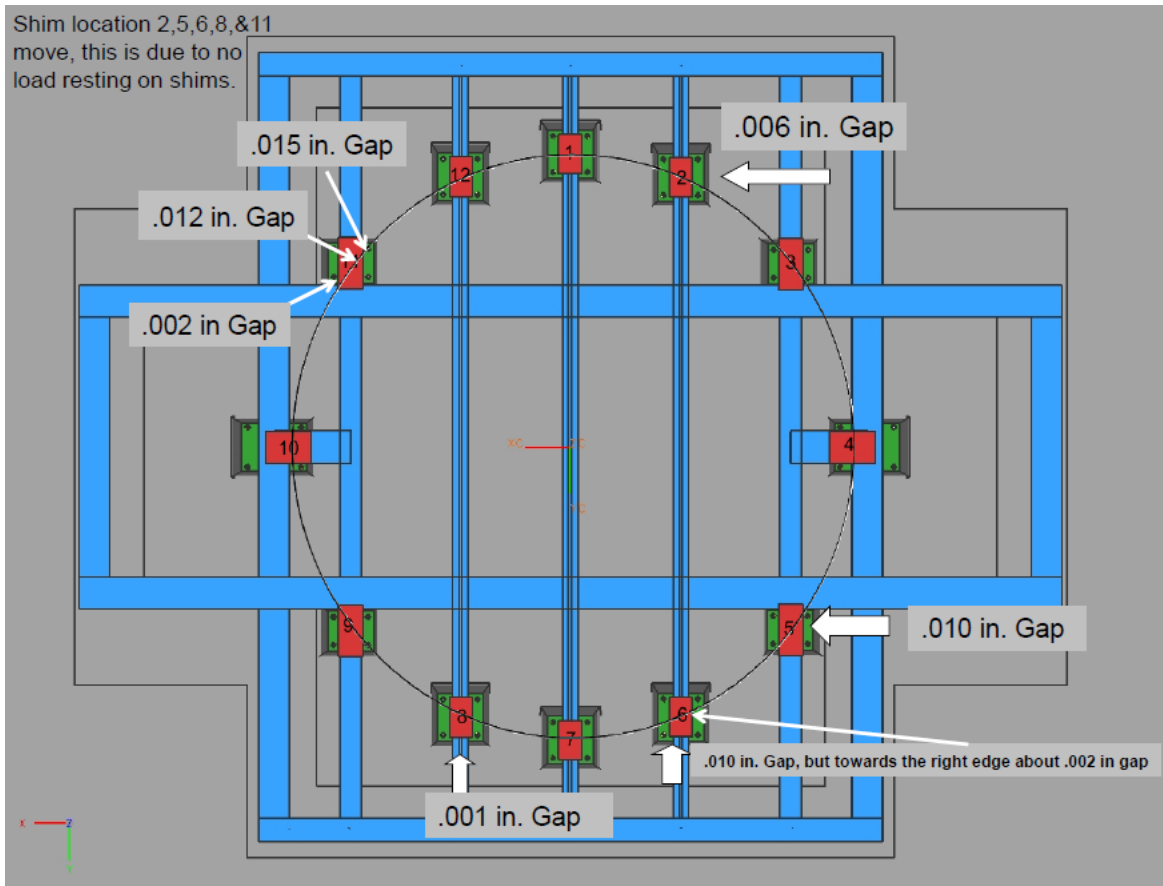 Shim location 2,5,6,8,&11
move, this is due to no
load resting on shims.
.015 in. Gap
.006 in. Gap
1
12
2
.012 in. Gap
3
.002 in Gap
10
4
XC
9
5
.010 in. Gap
8
7
6
.010 in. Gap, but towards the right edge about .002 in gap
.001 in. Gap
X
Z
Y